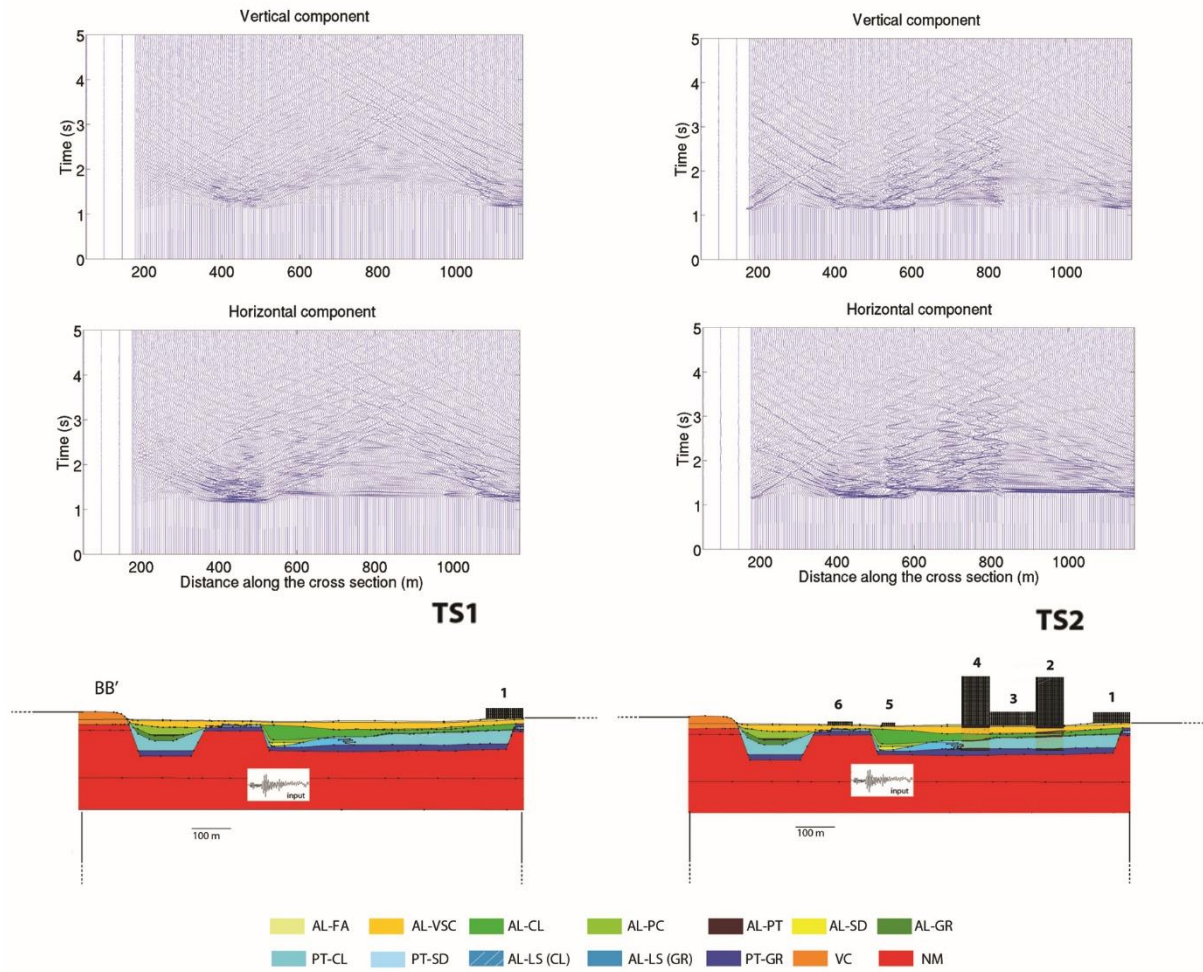 Vertical component
Time (s)
5
4
3
2
1
0
200 400 600 800 1000
Vertical component
Time (s)
5
4
3
2
1
0
200 400 600 800 1000
Horizontal component
Time (s)
5
4
3
2
1
0
200 400 600 800 1000
Distance along the cross section (m)
Horizontal component
Time (s)
5
4
3
2
1
0
200 400 600 800 1000
Distance along the cross section (m)
TS1
TS2
BB'
1
input
100 m
4
2
3
1
6
5
input
100 m
AL-FA AL-VSC AL-CL AL-PC AL-PT AL-SD AL-GR
PT-CL PT-SD AL-LS (CL) AL-LS (GR) PT-GR VC NM